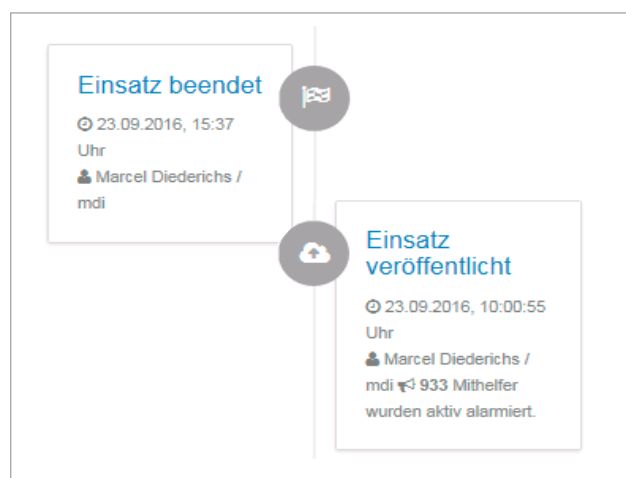 Einsatz beendet
23.09.2016, 15:37
Uhr
Marcel Diederichs /
mdi
Einsatz
veröffentlicht
23.09.2016, 10:00:55
Uhr
Marcel Diederichs /
mdi 933 Mithelfer
wurden aktiv alarmiert.